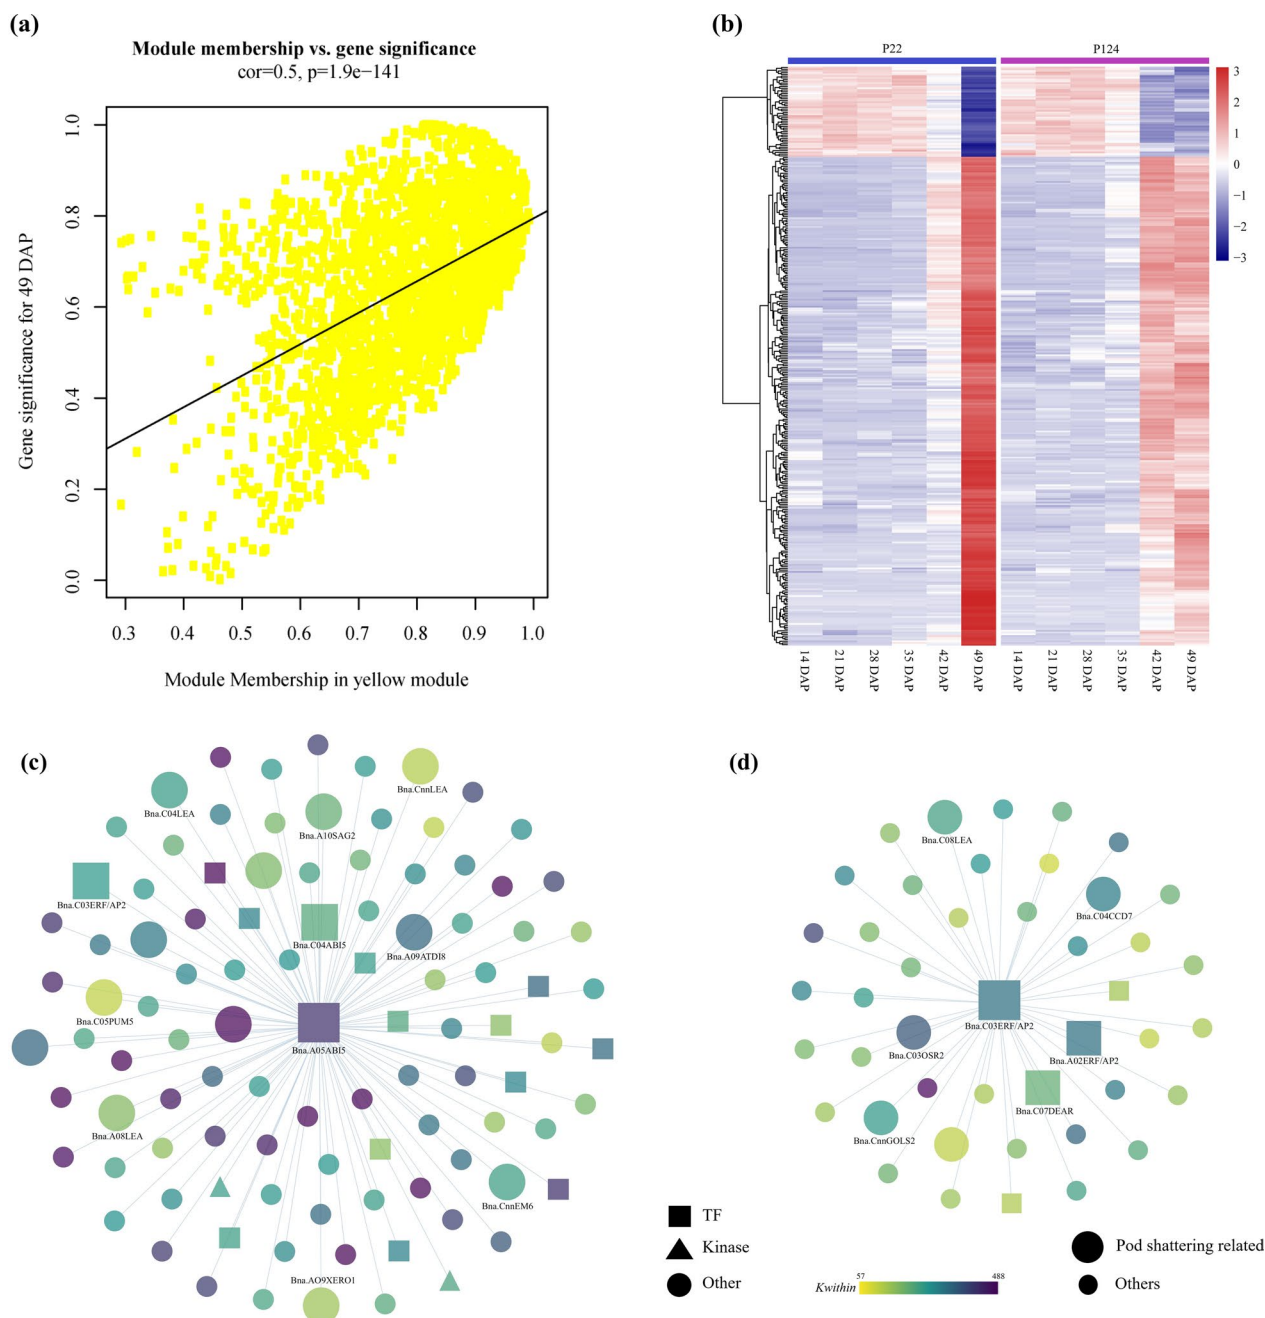 (a)
Module membership vs. gene significance
cor=0.5, p=1.9e−141
Gene significance for 49 DAP
1.0
0.8
0.6
0.4
0.2
0.0
0.3 0.4 0.5 0.6 0.7 0.8 0.9 1.0
Module Membership in yellow module
(b)
P22 P124
3
2
1
0
−1
−2
−3
14 DAP
21 DAP
28 DAP
35 DAP
42 DAP
49 DAP
14 DAP
21 DAP
28 DAP
35 DAP
42 DAP
49 DAP
(c)
Bna.CnnLEA
Bna.C04LEA
Bna.A10SAG2
Bna.C03ERF/AP2
Bna.C04ABI5
Bna.A09ATDI8
Bna.C05PUM5
Bna.A05ABI5
Bna.A08LEA
Bna.CnnEM6
Bna.AO9XERO1
(d)
Bna.C08LEA
Bna.C04CCD7
Bna.C03ERF/AP2
Bna.C03OSR2
Bna.A02ERF/AP2
Bna.C07DEAR
Bna.CnnGOLS2
TF
Kinase
Other
Kwithin
57 488
Pod shattering related
Others